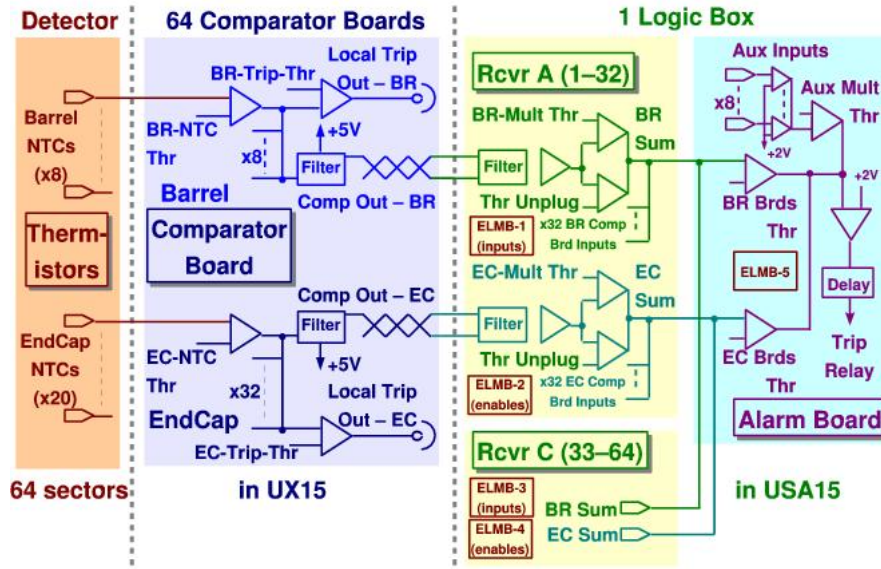 Detector
64 Comparator Boards
1 Logic Box
Barrel
NTCs
(x8)
Therm-
istors
EndCap
NTCs
(x20)
64 sectors
BR-Trip-Thr
Local Trip
Out – BR
BR-NTC
Thr
+5V
x8
Filter
Barrel
Comp Out – BR
Comparator
Board
Comp Out – EC
Filter
EC-NTC
Thr
+5V
x32
Local Trip
EndCap
Out – EC
EC-Trip-Thr
in UX15
Rcvr A (1–32)
BR-Mult Thr
BR
Sum
Filter
Thr Unplug
ELMB-1
(inputs)
x32 BR Comp
Brd Inputs
EC-Mult Thr
EC
Sum
Filter
Thr Unplug
ELMB-2
(enables)
x32 EC Comp
Brd Inputs
Rcvr C (33–64)
ELMB-3
(inputs)
BR Sum
ELMB-4
(enables)
EC Sum
Aux Inputs
Aux Mult
Thr
x8
+2V
+2V
BR Brds
Thr
ELMB-5
Delay
EC Brds
Thr
Trip
Relay
Alarm Board
in USA15